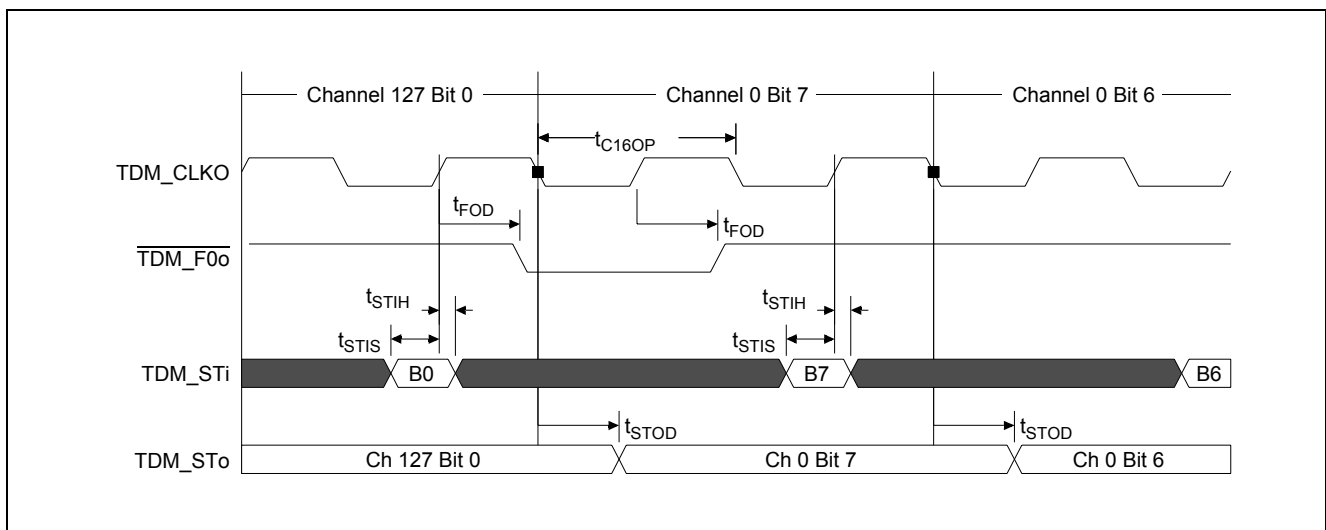 Channel 127 Bit 0 Channel 0 Bit 7 Channel 0 Bit 6
tC16OP
TDM_CLKO
tFOD tFOD
TDM_F0o
tSTIH tSTIH
tSTIS tSTIS
TDM_STi B0 B7 B6
tSTOD tSTOD
TDM_STo Ch 127 Bit 0 Ch 0 Bit 7 Ch 0 Bit 6